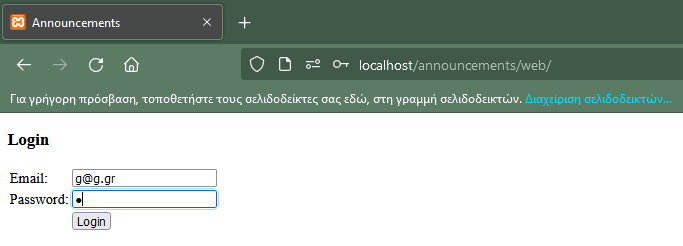 Announcements
localhost/announcements/web/
Για γρήγορη πρόσβαση, τοποθετήστε τους σελιδοδείκτες σας εδώ, στη γραμμή σελιδοδεικτών. Διαχείριση σελιδοδεικτών...
Login
Email: g@g.gr
Password: •
Login